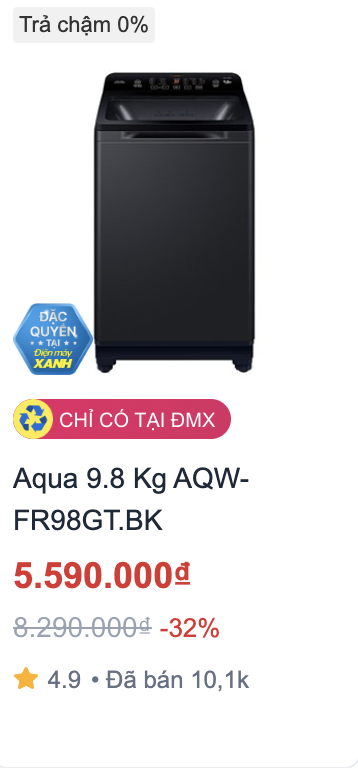 Trả chậm 0%
ĐẶC
QUYỀN
TẠI
Điện máy
XANH
CHỈ CÓ TẠI ĐMX
Aqua 9.8 Kg AQW-
FR98GT.BK
5.590.000₫
8.290.000₫ -32%
4.9 • Đã bán 10,1k